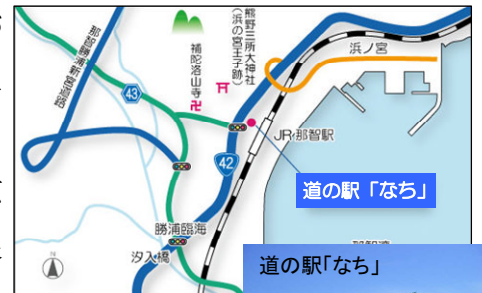 熊野三所大神社
(浜の宮王子跡)
補陀洛山寺
卍
浜ノ宮
那智勝浦新宮道路
43
JR那智駅
42
道の駅「なち」
勝浦臨海
汐入橋
N
道の駅「なち」